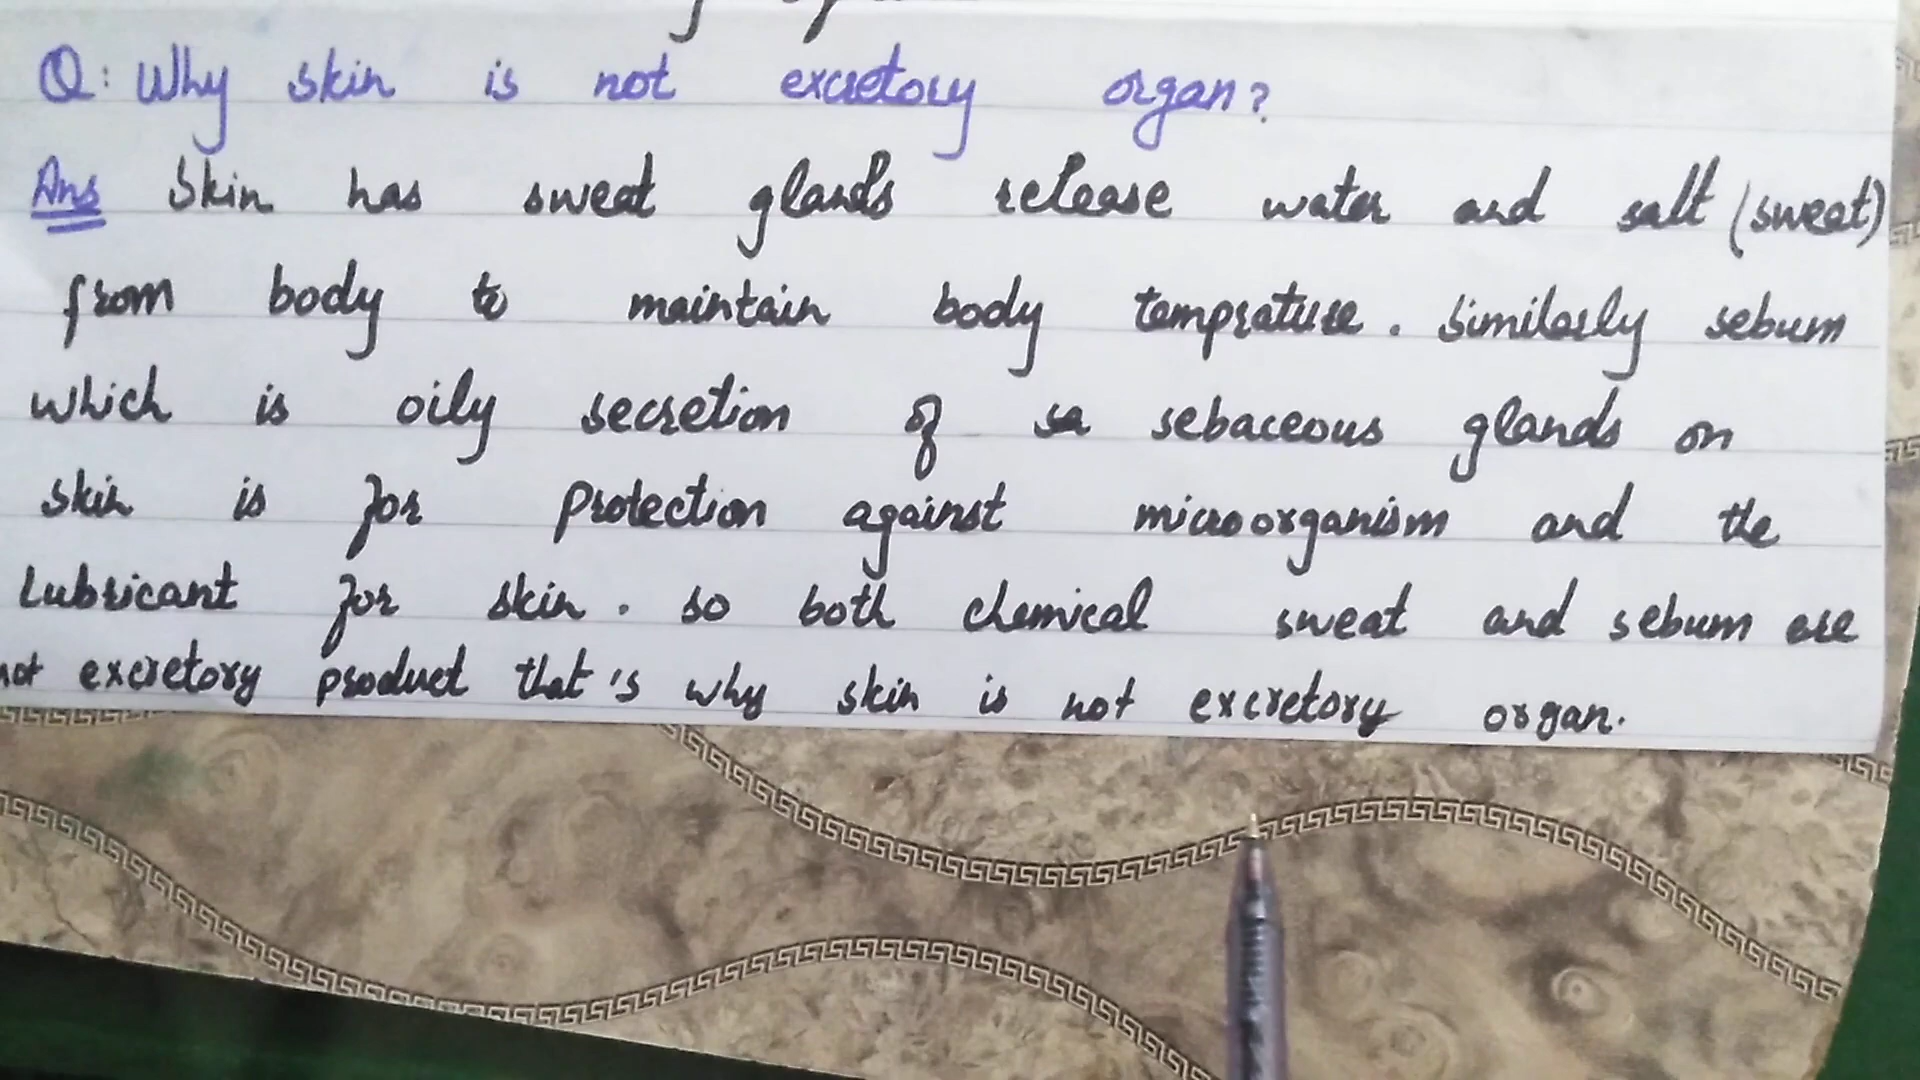 Q: Why skin is not excretory organ?
Ans Skin has sweat glands release water and salt (sweat)
from body to maintain body temprature. Similarly sebum
which is oily secretion of sa sebaceous glands on
skin is for protection against microorganism and the
Lubricant for skin. so both chemical sweat and sebum are
not excretory product that's why skin is not excretory organ.